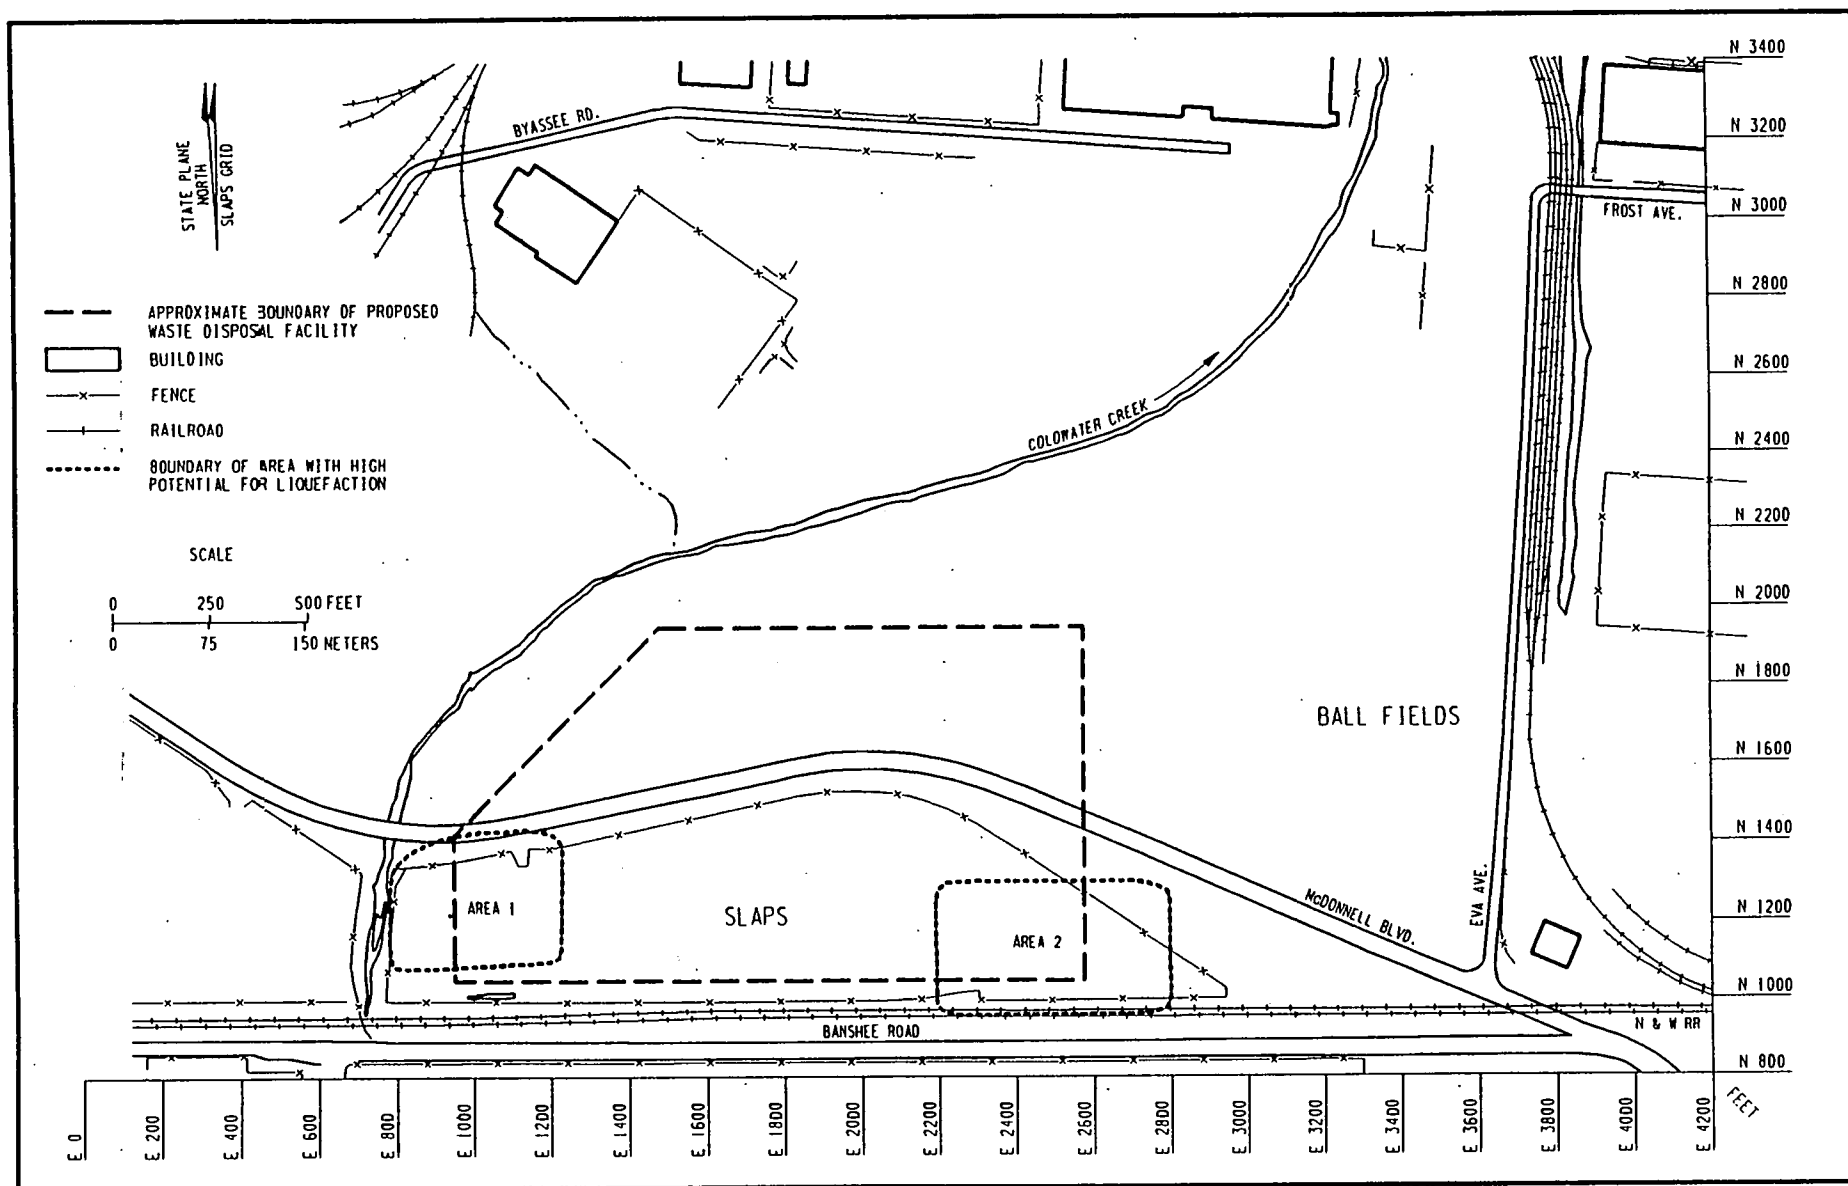 N 3400
N 3200
N 3000
N 2800
N 2600
N 2400
N 2200
N 2000
N 1800
N 1600
N 1400
N 1200
N 1000
N 800
FEET
BYASSEE RD.
STATE PLANE
NORTH
SLAPS GRID
FROST AVE.
APPROXIMATE BOUNDARY OF PROPOSED
WASTE DISPOSAL FACILITY
BUILDING
FENCE
RAILROAD
BOUNDARY OF AREA WITH HIGH
POTENTIAL FOR LIQUEFACTION
COLDWATER CREEK
SCALE
0 250 500 FEET
0 75 150 METERS
BALL FIELDS
AREA 1
SLAPS
AREA 2
McDONNELL BLVD.
EVA AVE.
BANSHEE ROAD
N & W RR
E 0
E 200
E 400
E 600
E 800
E 1000
E 1200
E 1400
E 1600
E 1800
E 2000
E 2200
E 2400
E 2600
E 2800
E 3000
E 3200
E 3400
E 3600
E 3800
E 4000
E 4200